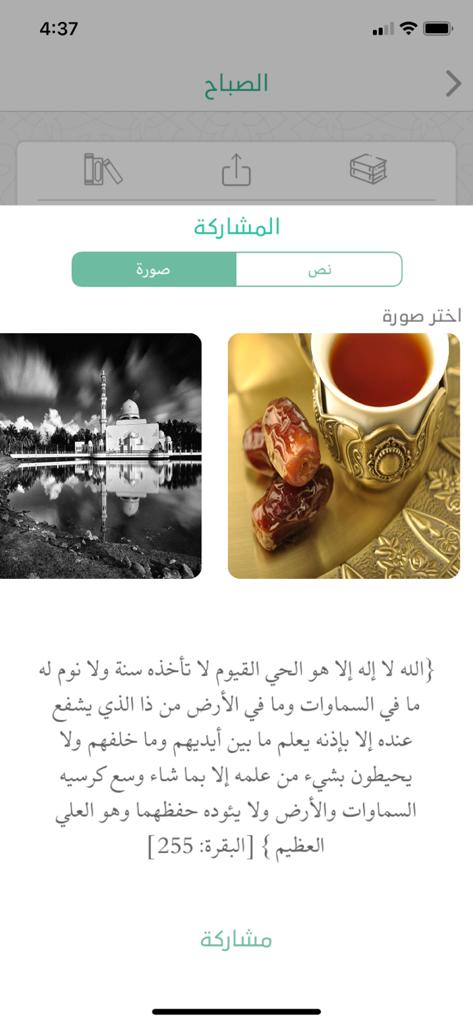 4:37
الصباح
المشاركة
نص
صورة
اختر صورة
{الله لا إله إلا هو الحي القيوم لا تأخذه سنة ولا نوم له
ما في السماوات وما في الأرض من ذا الذي يشفع
عنده إلا بإذنه يعلم ما بين أيديهم وما خلفهم ولا
يحيطون بشيء من علمه إلا بما شاء وسع كرسيه
السماوات والأرض ولا يئوده حفظهما وهو العلي
العظيم } [البقرة: 255]
مشاركة